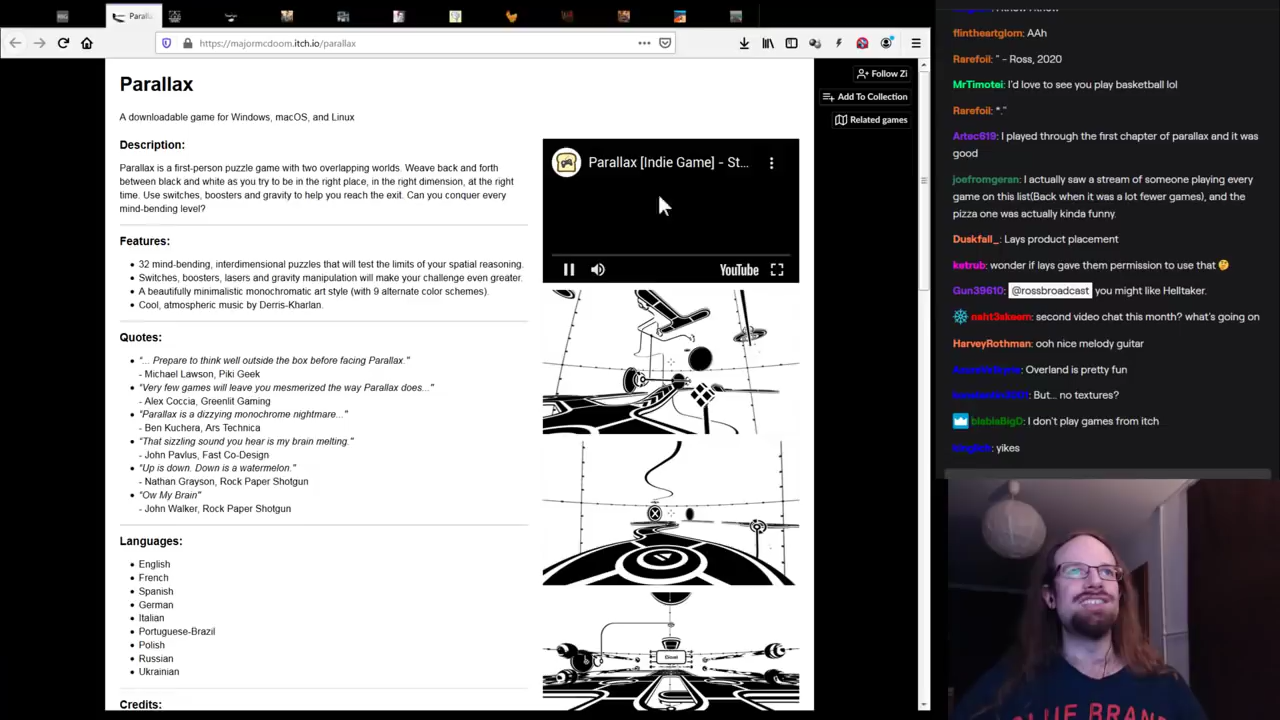 Paralla
https://majormcdoom.itch.io/parallax
Parallax
Follow Zi
Add To Collection
Related games
A downloadable game for Windows, macOS, and Linux
Description:
Parallax is a first-person puzzle game with two overlapping worlds. Weave back and forth
between black and white as you try to be in the right place, in the right dimension, at the right
time. Use switches, boosters and gravity to help you reach the exit. Can you conquer every
mind-bending level?
Features:
32 mind-bending, interdimensional puzzles that will test the limits of your spatial reasoning.
Switches, boosters, lasers and gravity manipulation will make your challenge even greater.
A beautifully minimalistic monochromatic art style (with 9 alternate color schemes).
Cool, atmospheric music by Derris-Kharlan.
Quotes:
"... Prepare to think well outside the box before facing Parallax."
- Michael Lawson, Piki Geek
"Very few games will leave you mesmerized the way Parallax does..."
- Alex Coccia, Greenlit Gaming
"Parallax is a dizzying monochrome nightmare..."
- Ben Kuchera, Ars Technica
"That sizzling sound you hear is my brain melting."
- John Pavlus, Fast Co-Design
"Up is down. Down is a watermelon."
- Nathan Grayson, Rock Paper Shotgun
"Ow My Brain"
- John Walker, Rock Paper Shotgun
Languages:
English
French
Spanish
German
Italian
Portuguese-Brazil
Polish
Russian
Ukrainian
Credits:
Parallax [Indie Game] - St...
YouTube
flintheartglom: AAh
Rarefoil: " - Ross, 2020
MrTimotei: I'd love to see you play basketball lol
Rarefoil: *."
Artec619: I played through the first chapter of parallax and it was
good
joefromgeran: I actually saw a stream of someone playing every
game on this list(Back when it was a lot fewer games), and the
pizza one was actually kinda funny.
Duskfall_: Lays product placement
ketrub: wonder if lays gave them permission to use that
Gun39610: @rossbroadcast you might like Helltaker.
second video chat this month? what's going on
HarveyRothman: ooh nice melody guitar
Overland is pretty fun
But... no textures?
blablaBigD: I don't play games from itch
yikes
BLUE BRAN